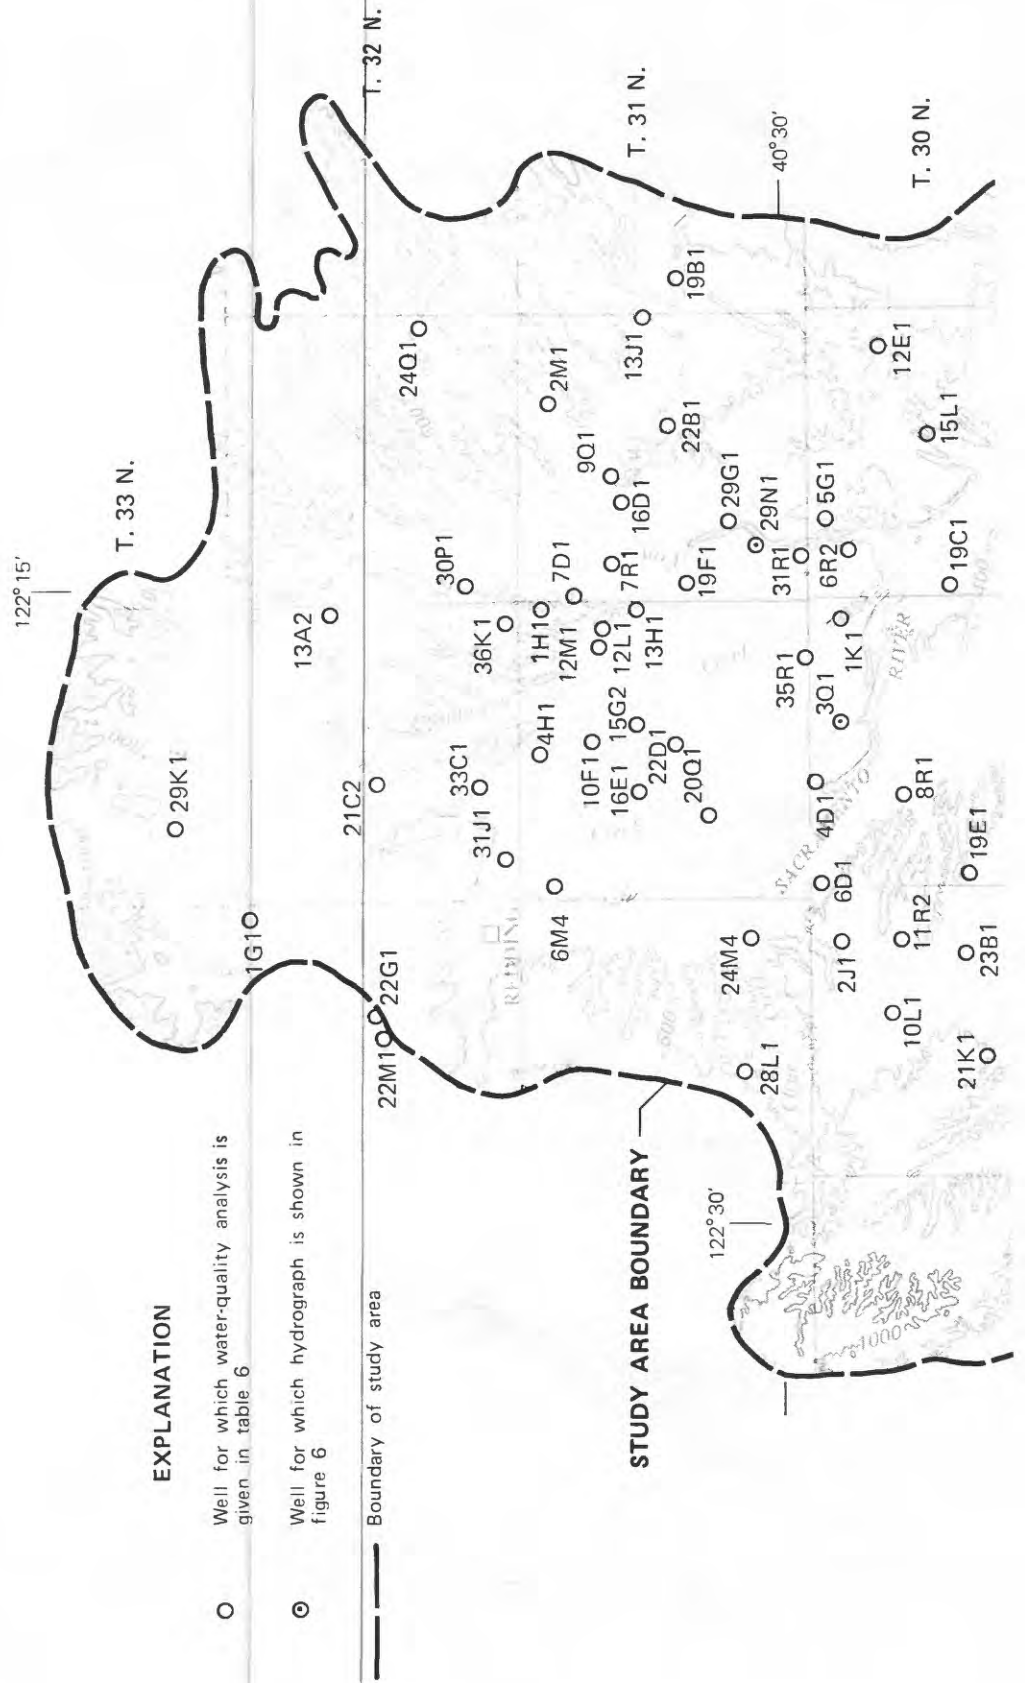 EXPLANATION
Well for which water-quality analysis is
given in table 6
Well for which hydrograph is shown in
figure 6
Boundary of study area
STUDY AREA BOUNDARY
122°30'
122°15'
40°30'
T. 33 N.
T. 32 N.
T. 31 N.
T. 30 N.
29K1
1G1
13A2
21C2
22G1
22M1
24Q1
30P1
33C1
36K1
31J1
4H1
1H1
7D1
2M1
6M4
12M1
9Q1
10F1
12L1
7R1
16D1
13J1
16E1
15G2
13H1
22B1
19B1
22D1
20Q1
19F1
29G1
24M4
28L1
29N1
35R1
31R1
5G1
4D1
3Q1
1K1
6R2
12E1
6D1
2J1
8R1
15L1
11R2
10L1
19E1
19C1
23B1
21K1
REDDING
SACRAMENTO
RIVER
1000
600